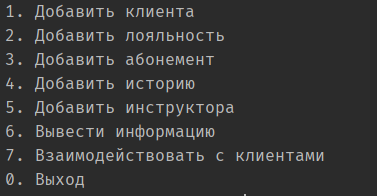 1. Добавить клиента
2. Добавить лояльность
3. Добавить абонемент
4. Добавить историю
5. Добавить инструктора
6. Вывести информацию
7. Взаимодействовать с клиентами
0. Выход